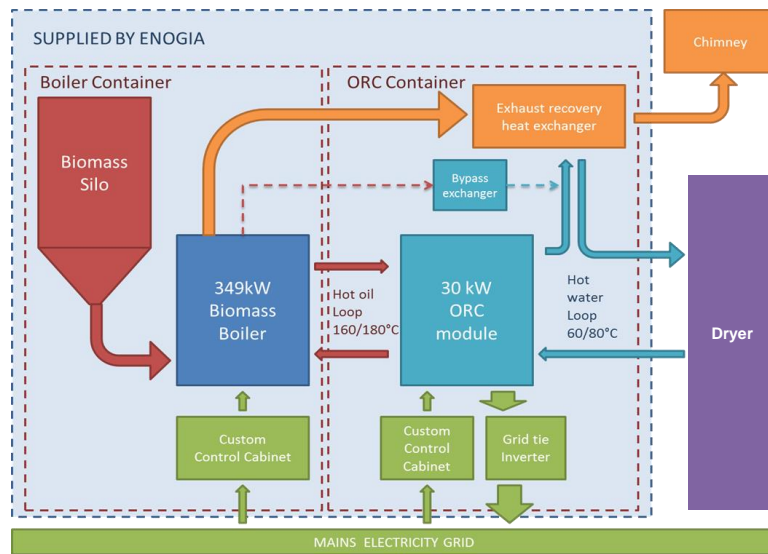 SUPPLIED BY ENOGIA
Chimney
Boiler Container
ORC Container
Biomass
Silo
Exhaust recovery
heat exchanger
Bypass
exchanger
349kW
Biomass
Boiler
Hot oil
Loop
160/180°C
30 kW
ORC
module
Hot
water
Loop
60/80°C
Dryer
Custom
Control Cabinet
Custom
Control
Cabinet
Grid tie
Inverter
MAINS ELECTRICITY GRID